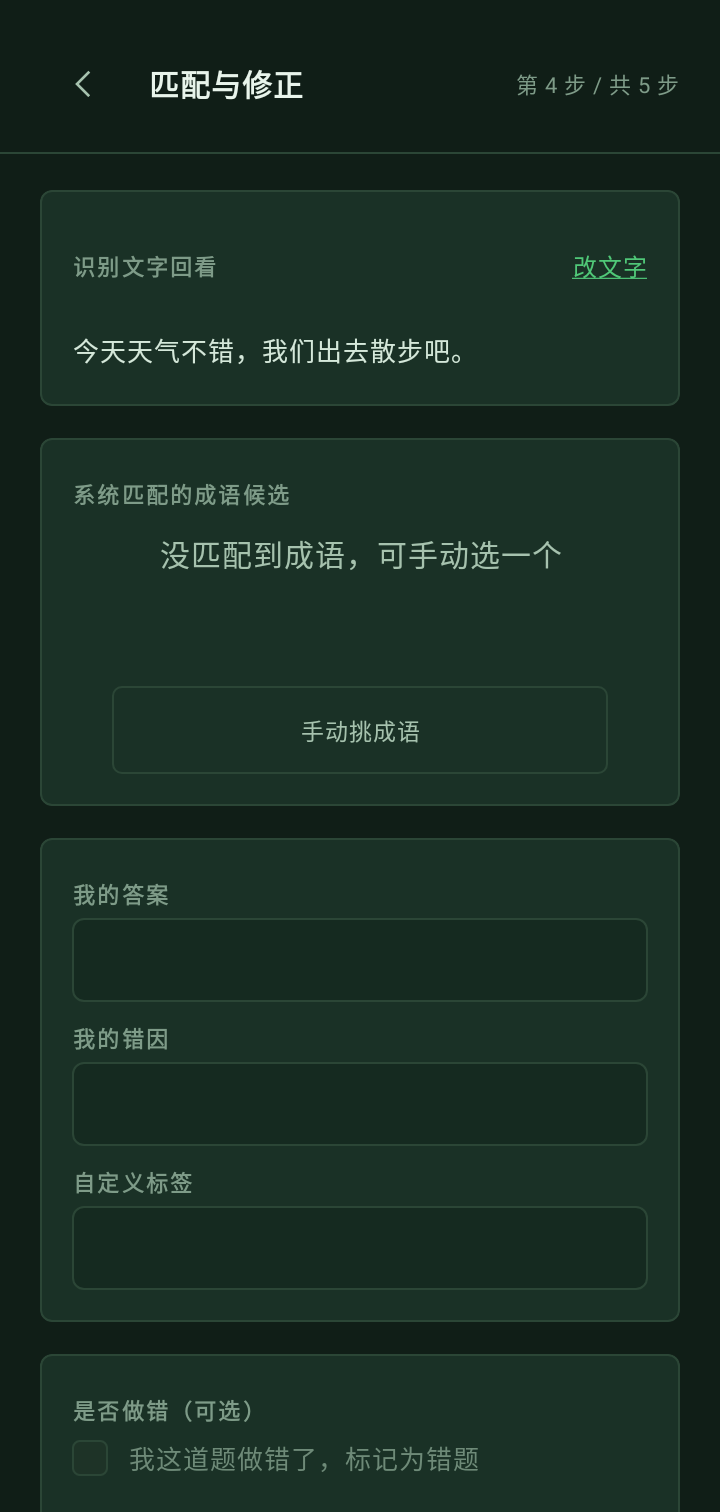 匹配与修正
第 4 步 / 共 5 步
识别文字回看
改文字
今天天气不错，我们出去散步吧。
系统匹配的成语候选
没匹配到成语，可手动选一个
手动挑成语
我的答案
我的错因
自定义标签
是否做错（可选）
我这道题做错了，标记为错题